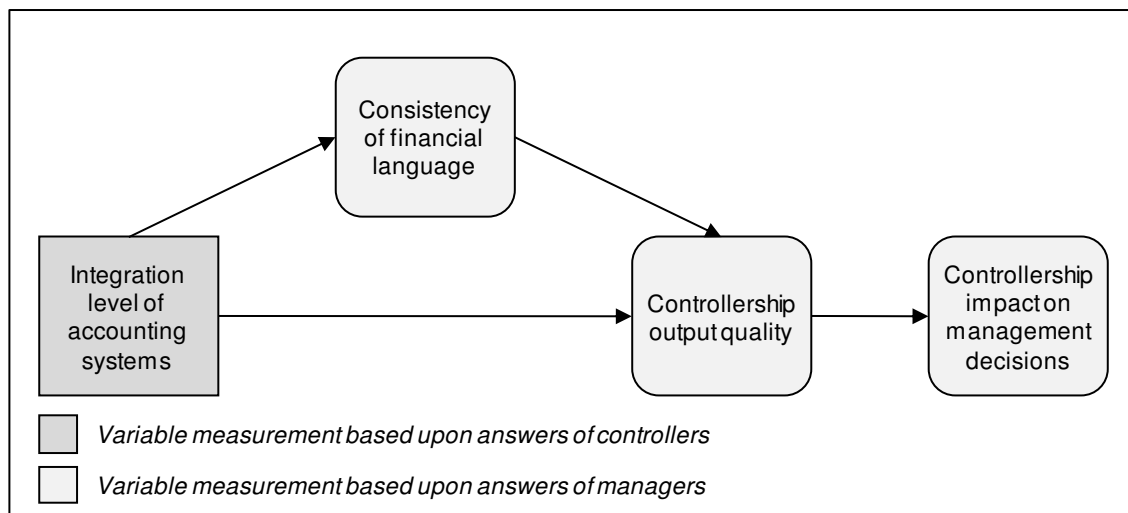 Consistency
of financial
language
Integration
level of
accounting
systems
Controllership
output quality
Controllership
impact on
management
decisions
Variable measurement based upon answers of controllers
Variable measurement based upon answers of managers